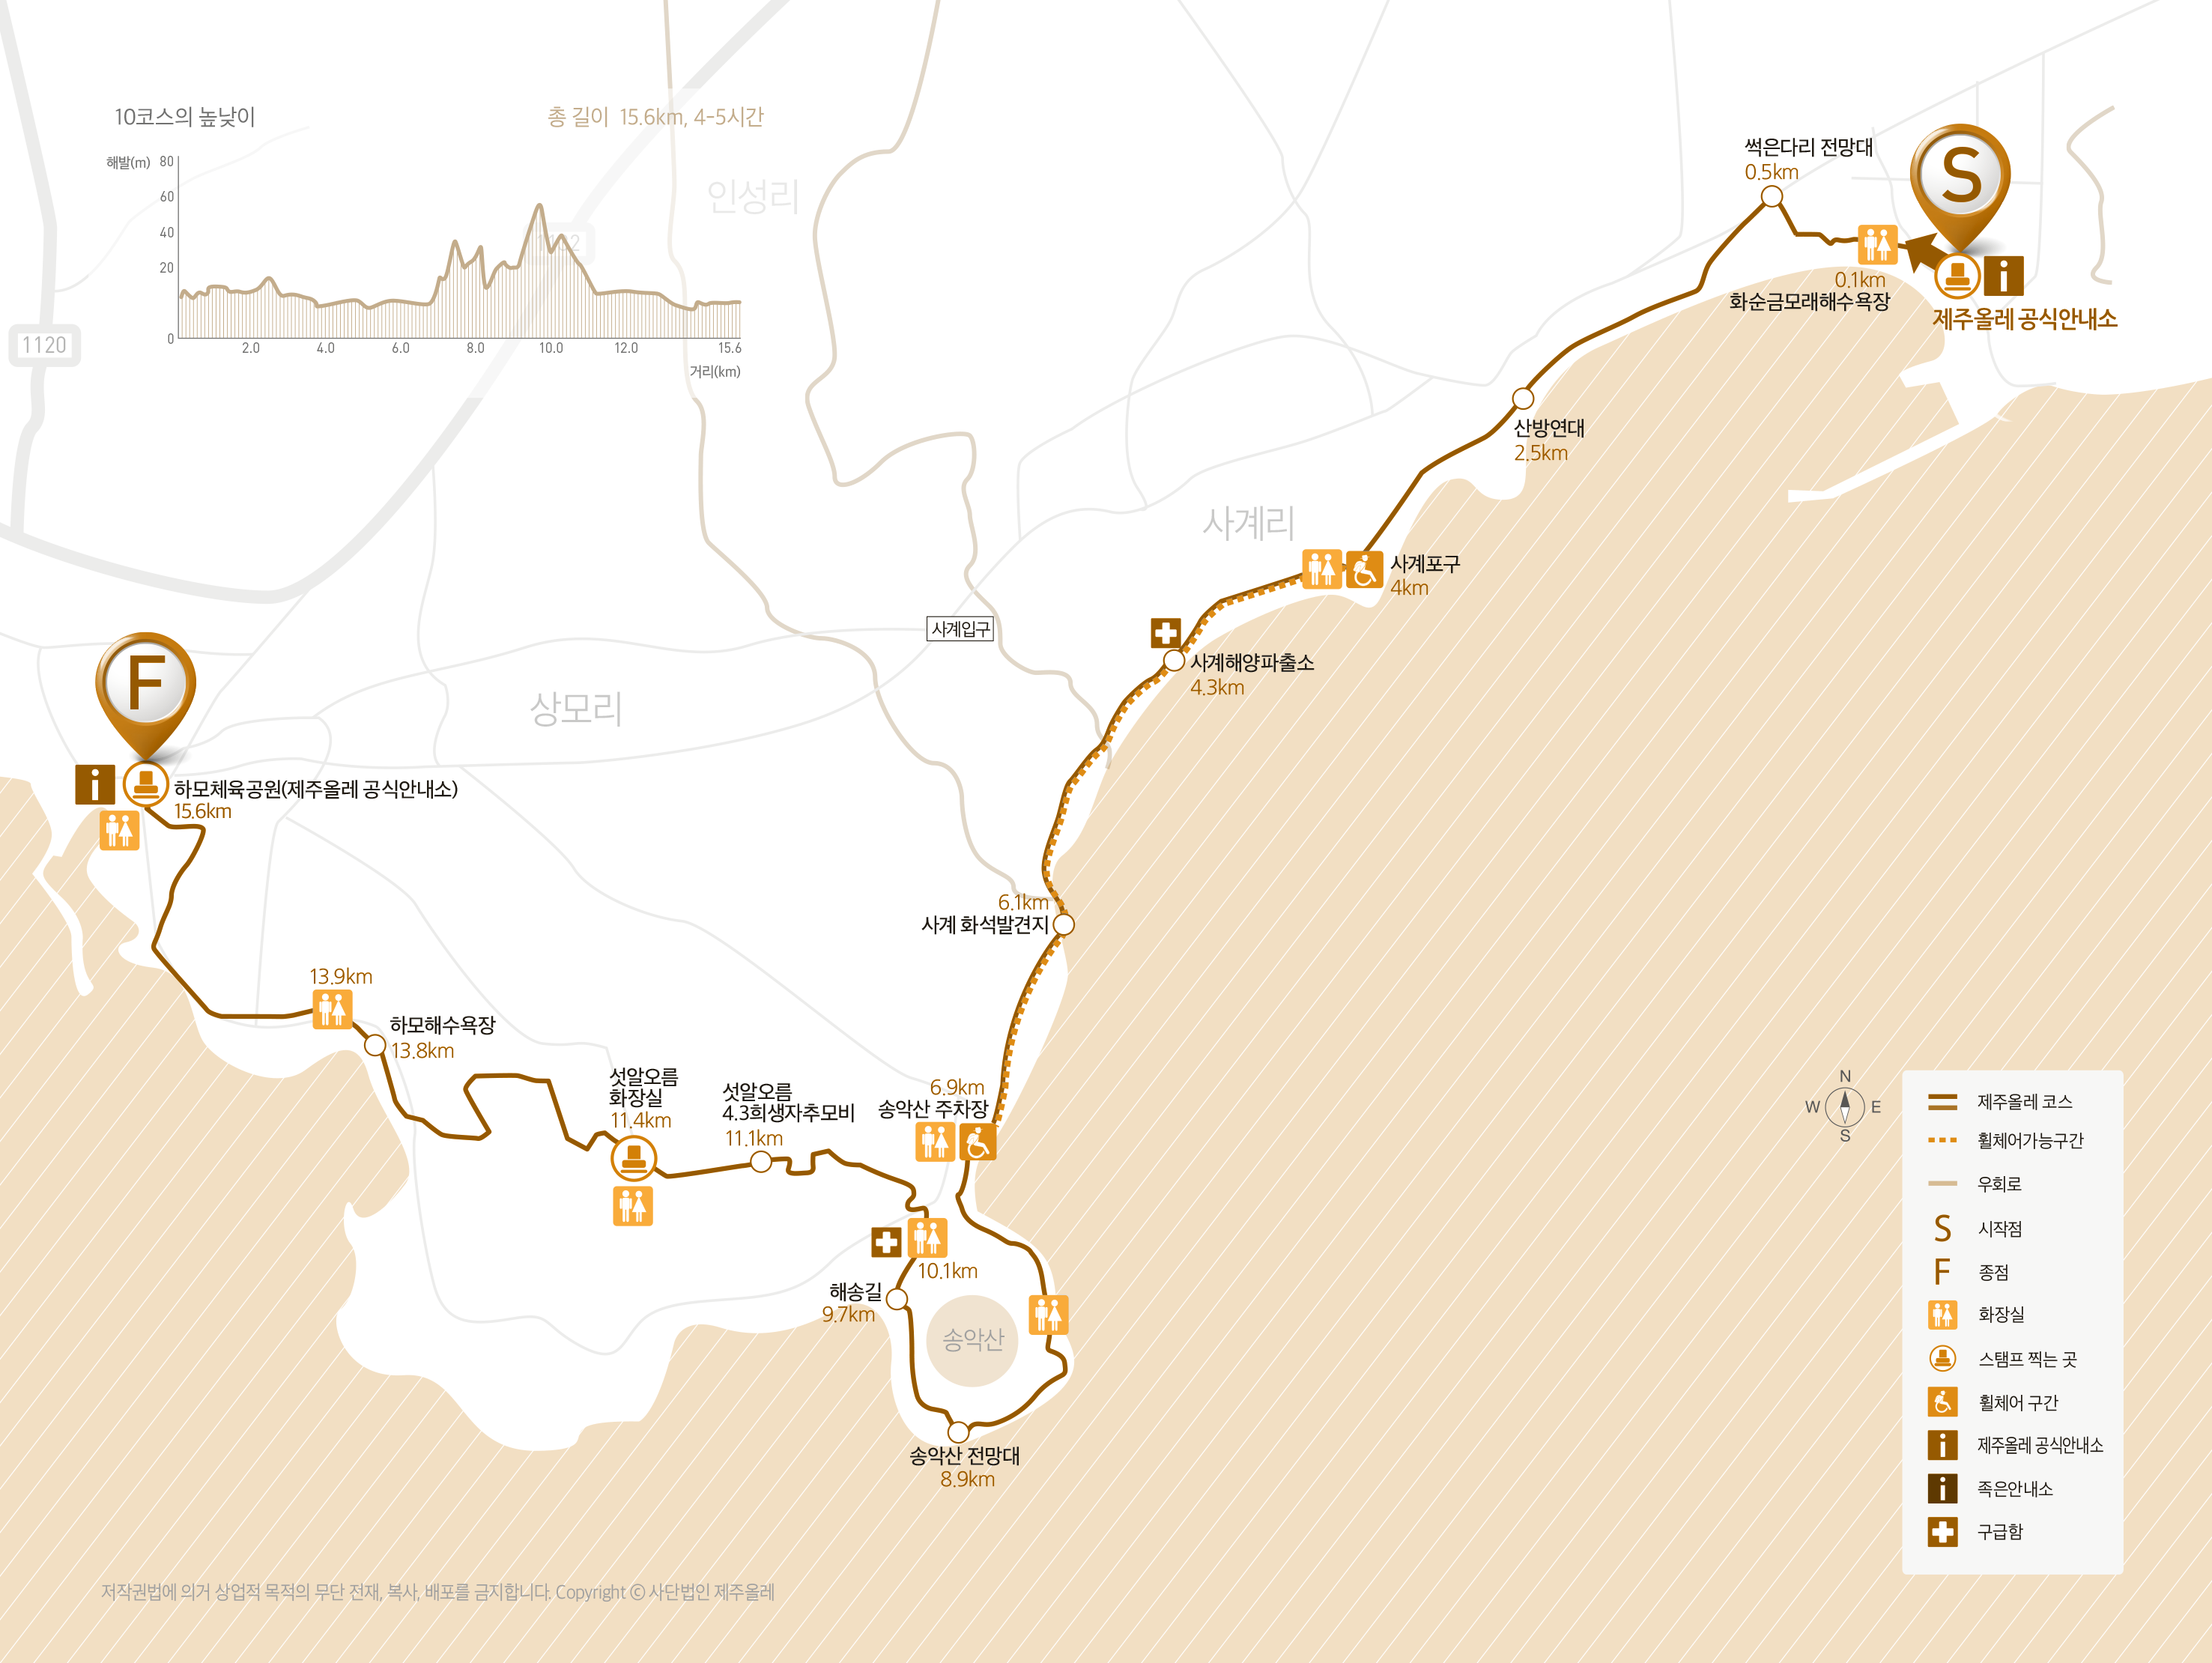 10코스의 높낮이
총 길이 15.6km, 4-5시간
해발(m)
80
60
40
20
0
2.0
4.0
6.0
8.0
10.0
12.0
15.6
거리(km)
1132
1120
인성리
썩은다리 전망대
0.5km
S
0.1km
화순금모래해수욕장
i
제주올레 공식안내소
산방연대
2.5km
사계리
사계포구
4km
사계입구
사계해양파출소
4.3km
상모리
F
i
하모체육공원(제주올레 공식안내소)
15.6km
6.1km
사계 화석발견지
13.9km
하모해수욕장
13.8km
섯알오름
화장실
11.4km
섯알오름
4.3희생자추모비
11.1km
6.9km
송악산 주차장
10.1km
해송길
9.7km
송악산
송악산 전망대
8.9km
N
W
E
S
제주올레 코스
휠체어가능구간
우회로
S
시작점
F
종점
화장실
스탬프 찍는 곳
휠체어 구간
i
제주올레 공식안내소
i
족은안내소
구급함
저작권법에 의거 상업적 목적의 무단 전재, 복사, 배포를 금지합니다. Copyright © 사단법인 제주올레